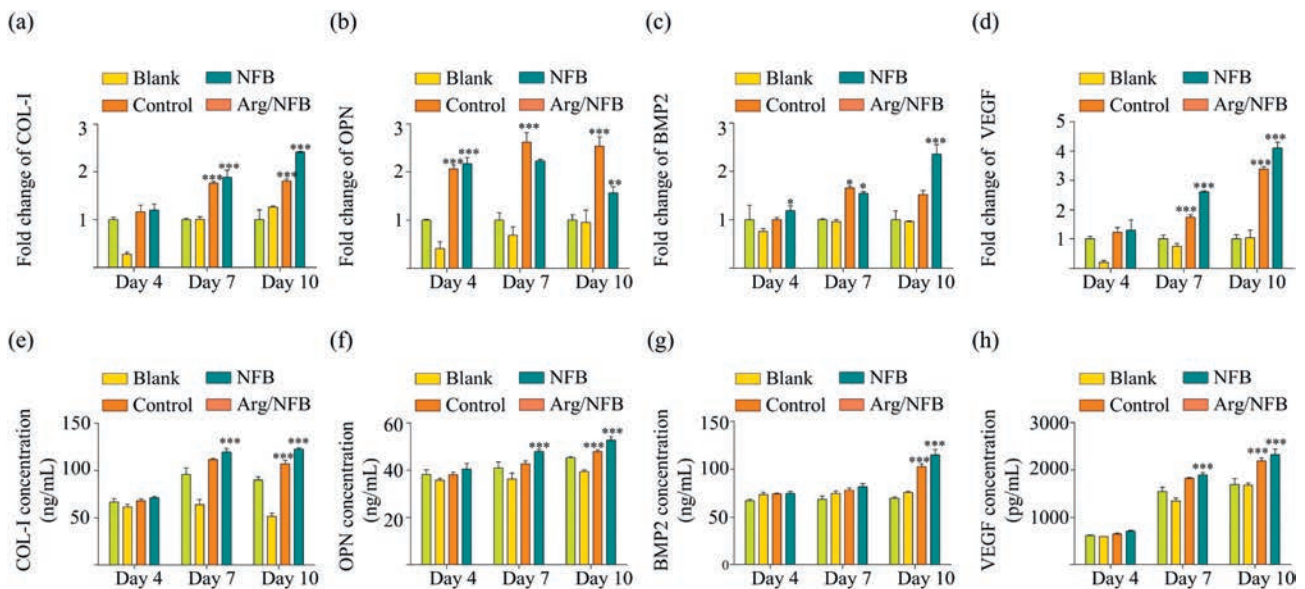 (a)
Fold change of COL-I
Blank
NFB
Control
Arg/NFB
3
2
1
***
***
***
***
Day 4
Day 7
Day 10
(b)
Fold change of OPN
Blank
NFB
Control
Arg/NFB
3
2
1
***
***
***
***
**
Day 4
Day 7
Day 10
(c)
Fold change of BMP2
Blank
NFB
Control
Arg/NFB
3
2
1
*
*
*
***
Day 4
Day 7
Day 10
(d)
Fold change of VEGF
Blank
NFB
Control
Arg/NFB
5
4
3
2
1
***
***
***
***
Day 4
Day 7
Day 10
(e)
COL-I concentration
(ng/mL)
Blank
NFB
Control
Arg/NFB
150
100
50
***
***
***
Day 4
Day 7
Day 10
(f)
OPN concentration
(ng/mL)
Blank
NFB
Control
Arg/NFB
60
40
20
***
***
***
Day 4
Day 7
Day 10
(g)
BMP2 concentration
(ng/mL)
Blank
NFB
Control
Arg/NFB
150
100
50
***
***
Day 4
Day 7
Day 10
(h)
VEGF concentration
(pg/mL)
Blank
NFB
Control
Arg/NFB
3000
2000
1000
***
***
***
Day 4
Day 7
Day 10